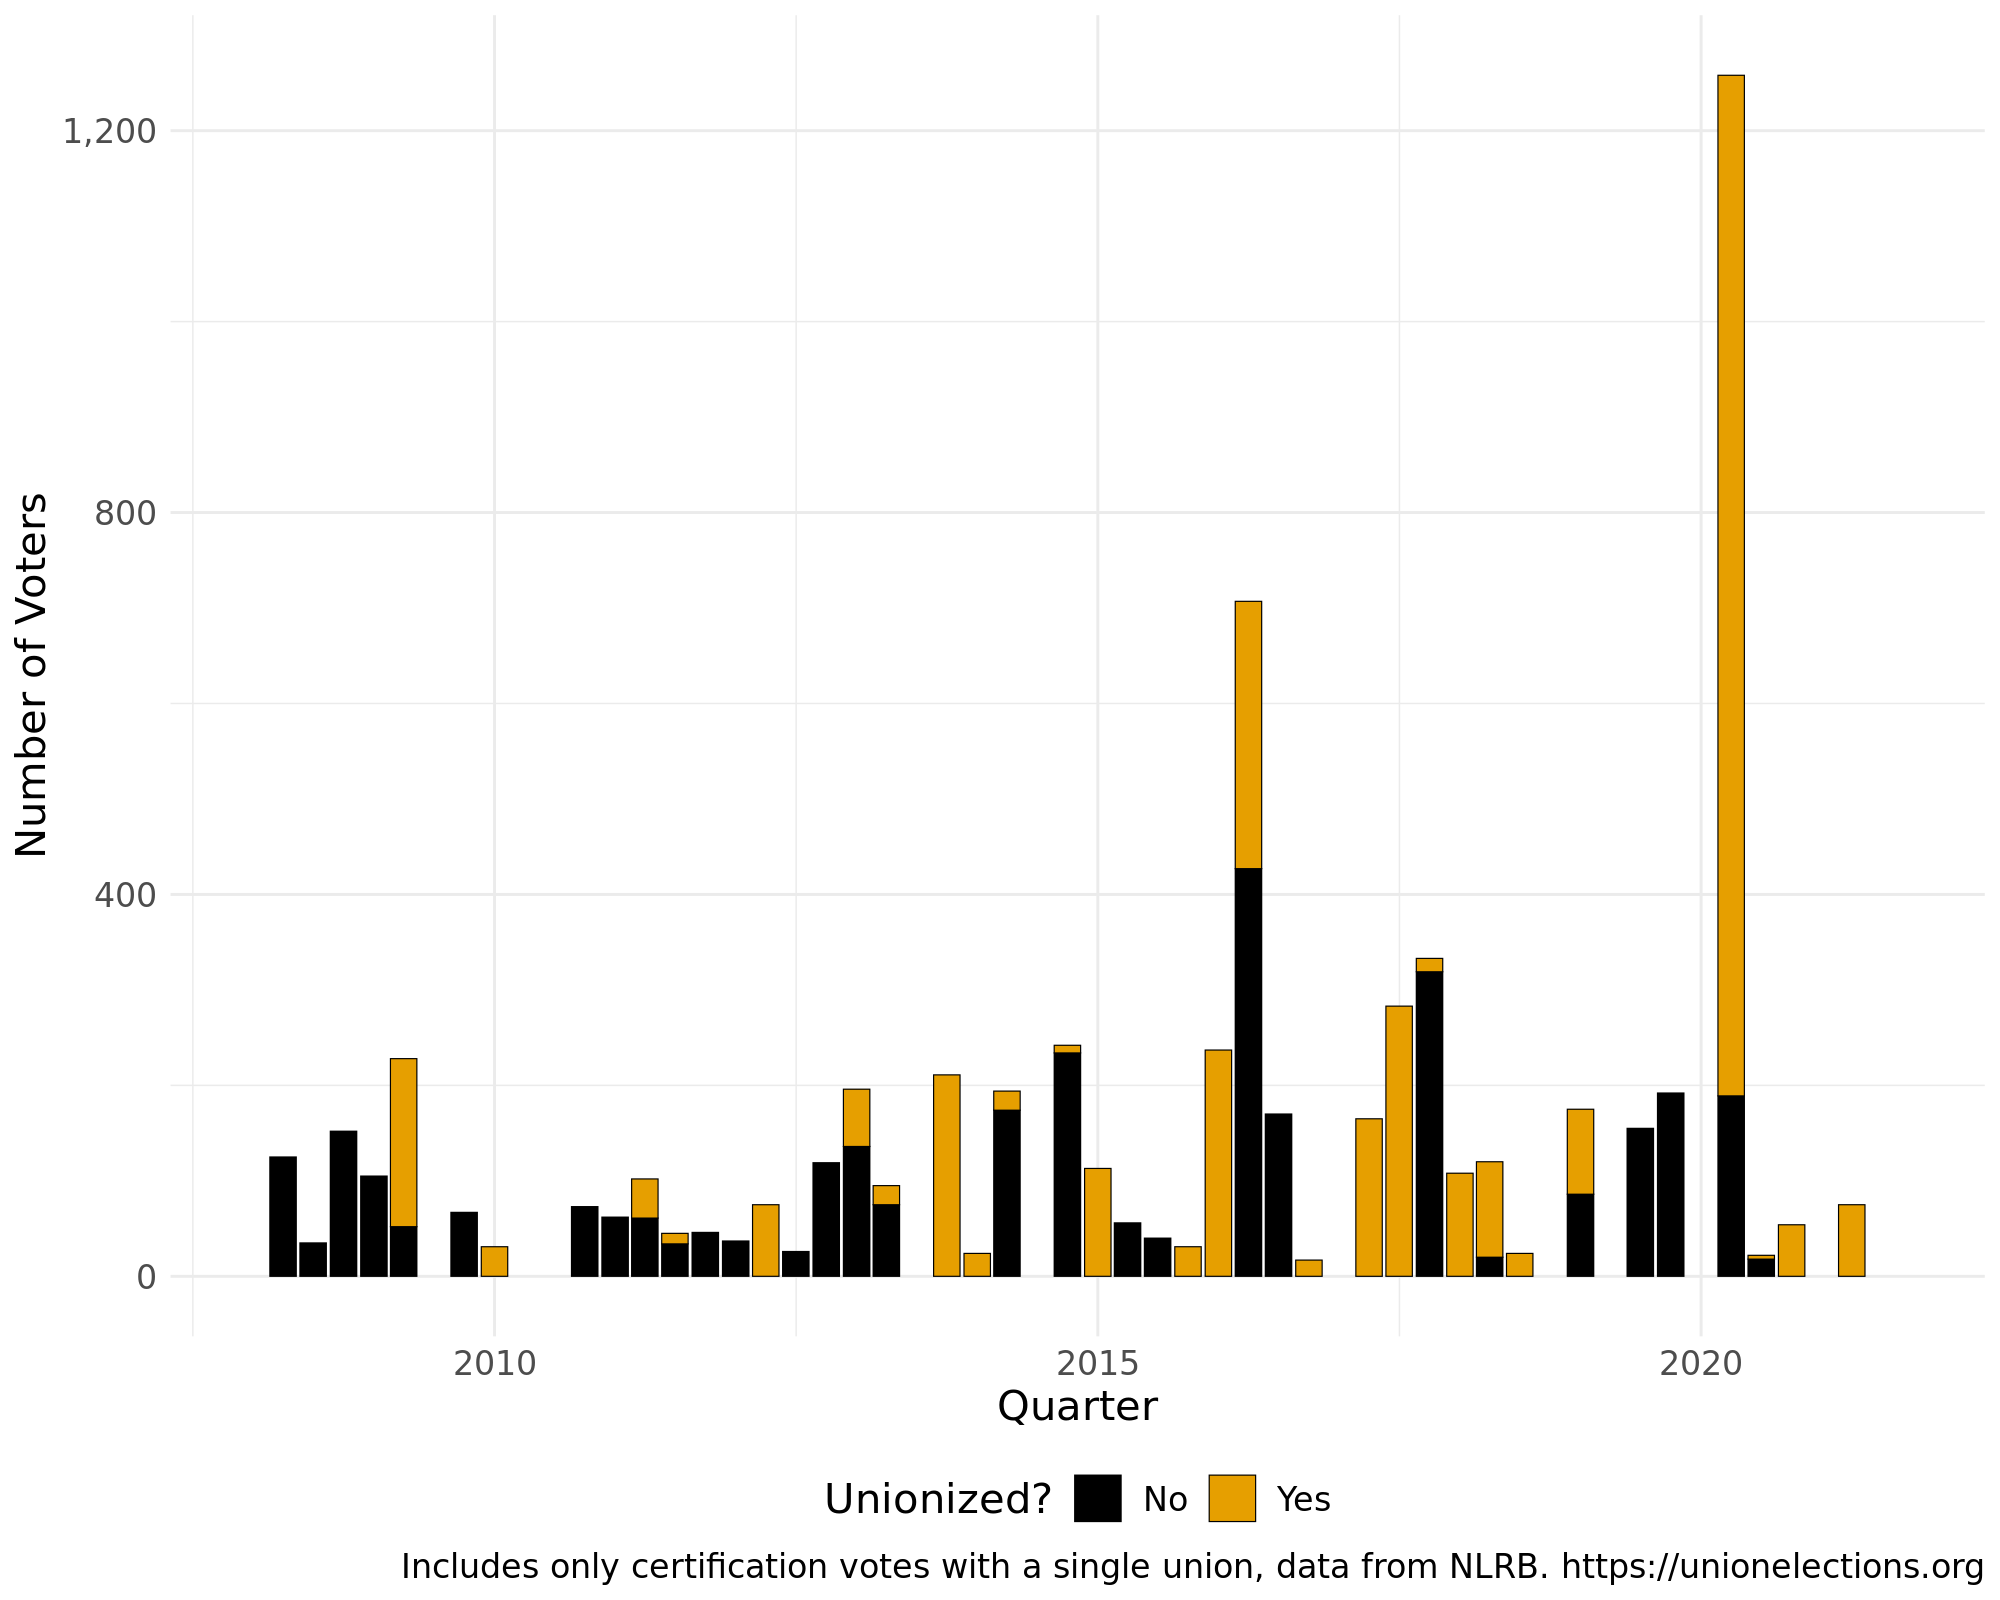 1,200
800
400
0
Number of Voters
2010 2015 2020
Quarter
Unionized? No Yes
Includes only certification votes with a single union, data from NLRB. https://unionelections.org